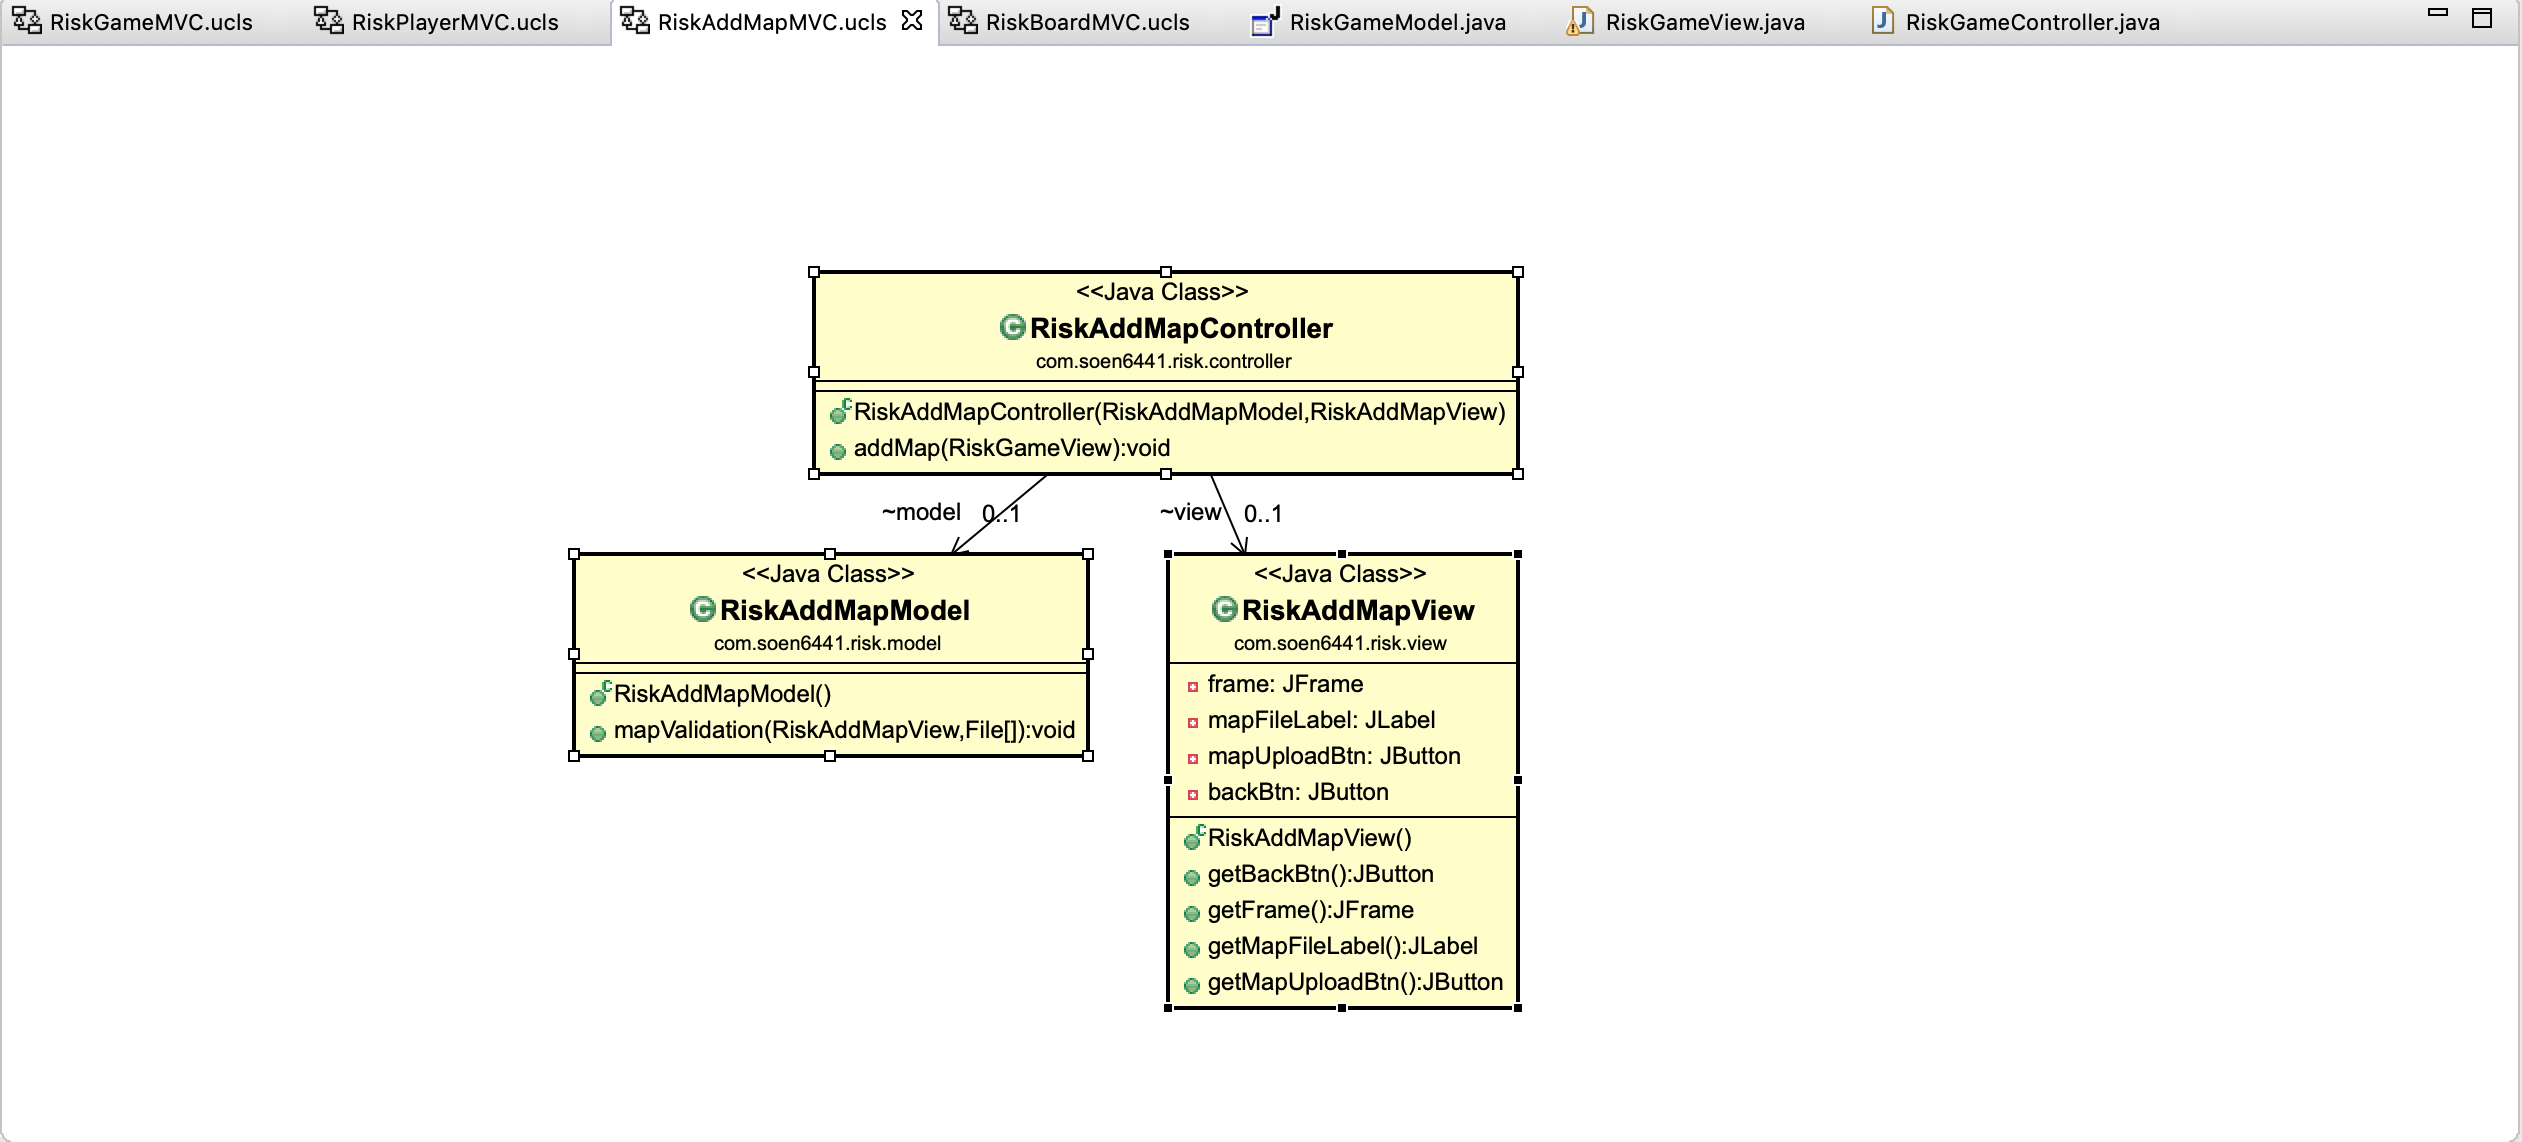 RiskGameMVC.ucls
RiskPlayerMVC.ucls
RiskAddMapMVC.ucls
RiskBoardMVC.ucls
RiskGameModel.java
RiskGameView.java
RiskGameController.java
<<Java Class>>
RiskAddMapController
com.soen6441.risk.controller
RiskAddMapController(RiskAddMapModel,RiskAddMapView)
addMap(RiskGameView):void
~model 0..1
~view 0..1
<<Java Class>>
RiskAddMapModel
com.soen6441.risk.model
RiskAddMapModel()
mapValidation(RiskAddMapView,File[]):void
<<Java Class>>
RiskAddMapView
com.soen6441.risk.view
frame: JFrame
mapFileLabel: JLabel
mapUploadBtn: JButton
backBtn: JButton
RiskAddMapView()
getBackBtn():JButton
getFrame():JFrame
getMapFileLabel():JLabel
getMapUploadBtn():JButton